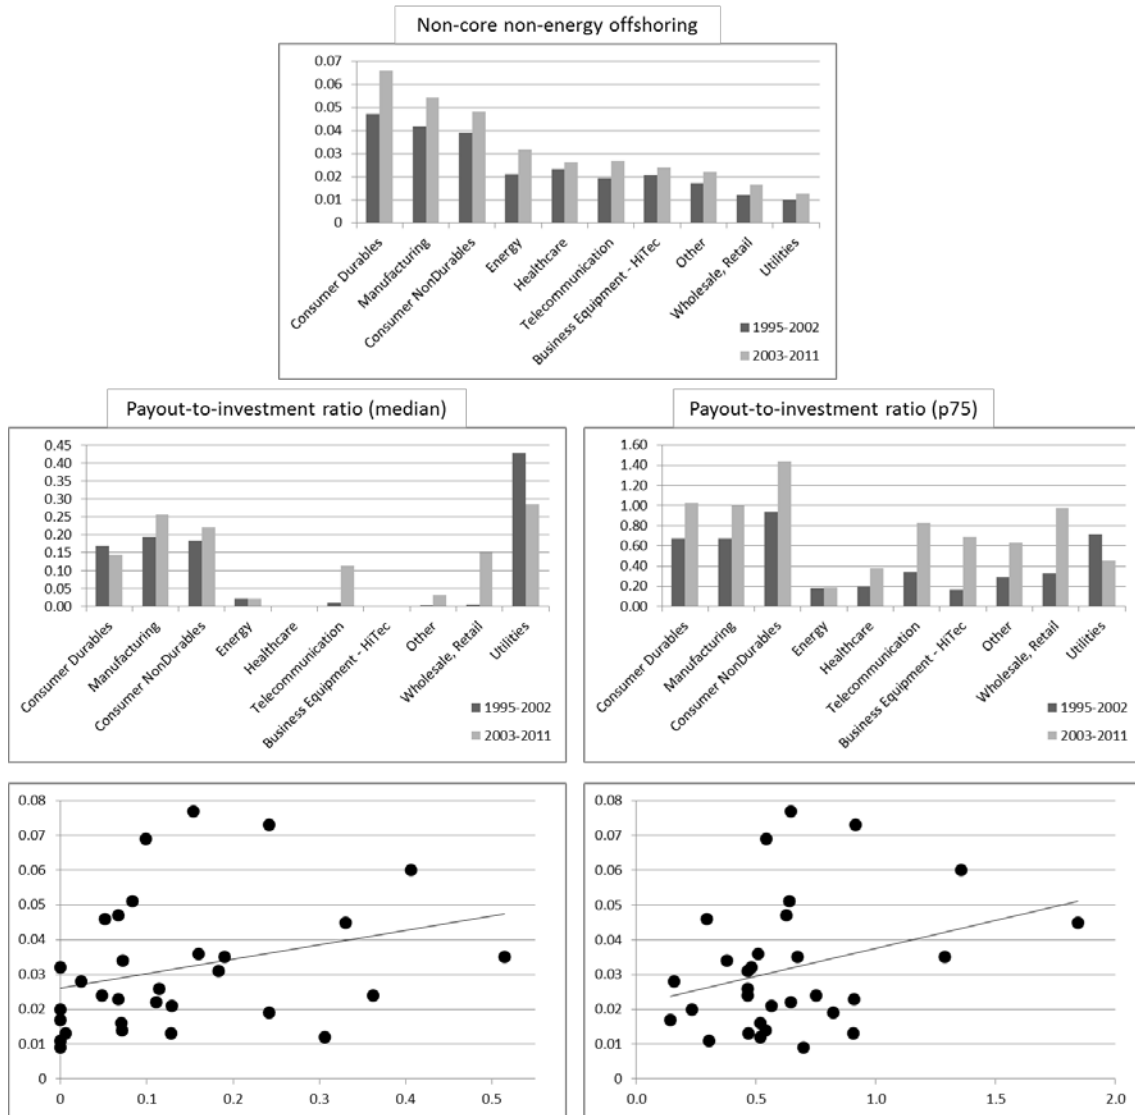 Non-core non-energy offshoring
0.07
0.06
0.05
0.04
0.03
0.02
0.01
0
Consumer Durables
Manufacturing
Consumer NonDurables
Energy
Healthcare
Telecommunication
Business Equipment - HiTec
Other
Wholesale, Retail
Utilities
1995-2002
2003-2011
Payout-to-investment ratio (median)
0.45
0.40
0.35
0.30
0.25
0.20
0.15
0.10
0.05
0.00
Consumer Durables
Manufacturing
Consumer NonDurables
Energy
Healthcare
Telecommunication
Business Equipment - HiTec
Other
Wholesale, Retail
Utilities
1995-2002
2003-2011
Payout-to-investment ratio (p75)
1.60
1.40
1.20
1.00
0.80
0.60
0.40
0.20
0.00
Consumer Durables
Manufacturing
Consumer NonDurables
Energy
Healthcare
Telecommunication
Business Equipment - HiTec
Other
Wholesale, Retail
Utilities
1995-2002
2003-2011
0.08
0.07
0.06
0.05
0.04
0.03
0.02
0.01
0
0 0.1 0.2 0.3 0.4 0.5
0.08
0.07
0.06
0.05
0.04
0.03
0.02
0.01
0
0.0 0.5 1.0 1.5 2.0